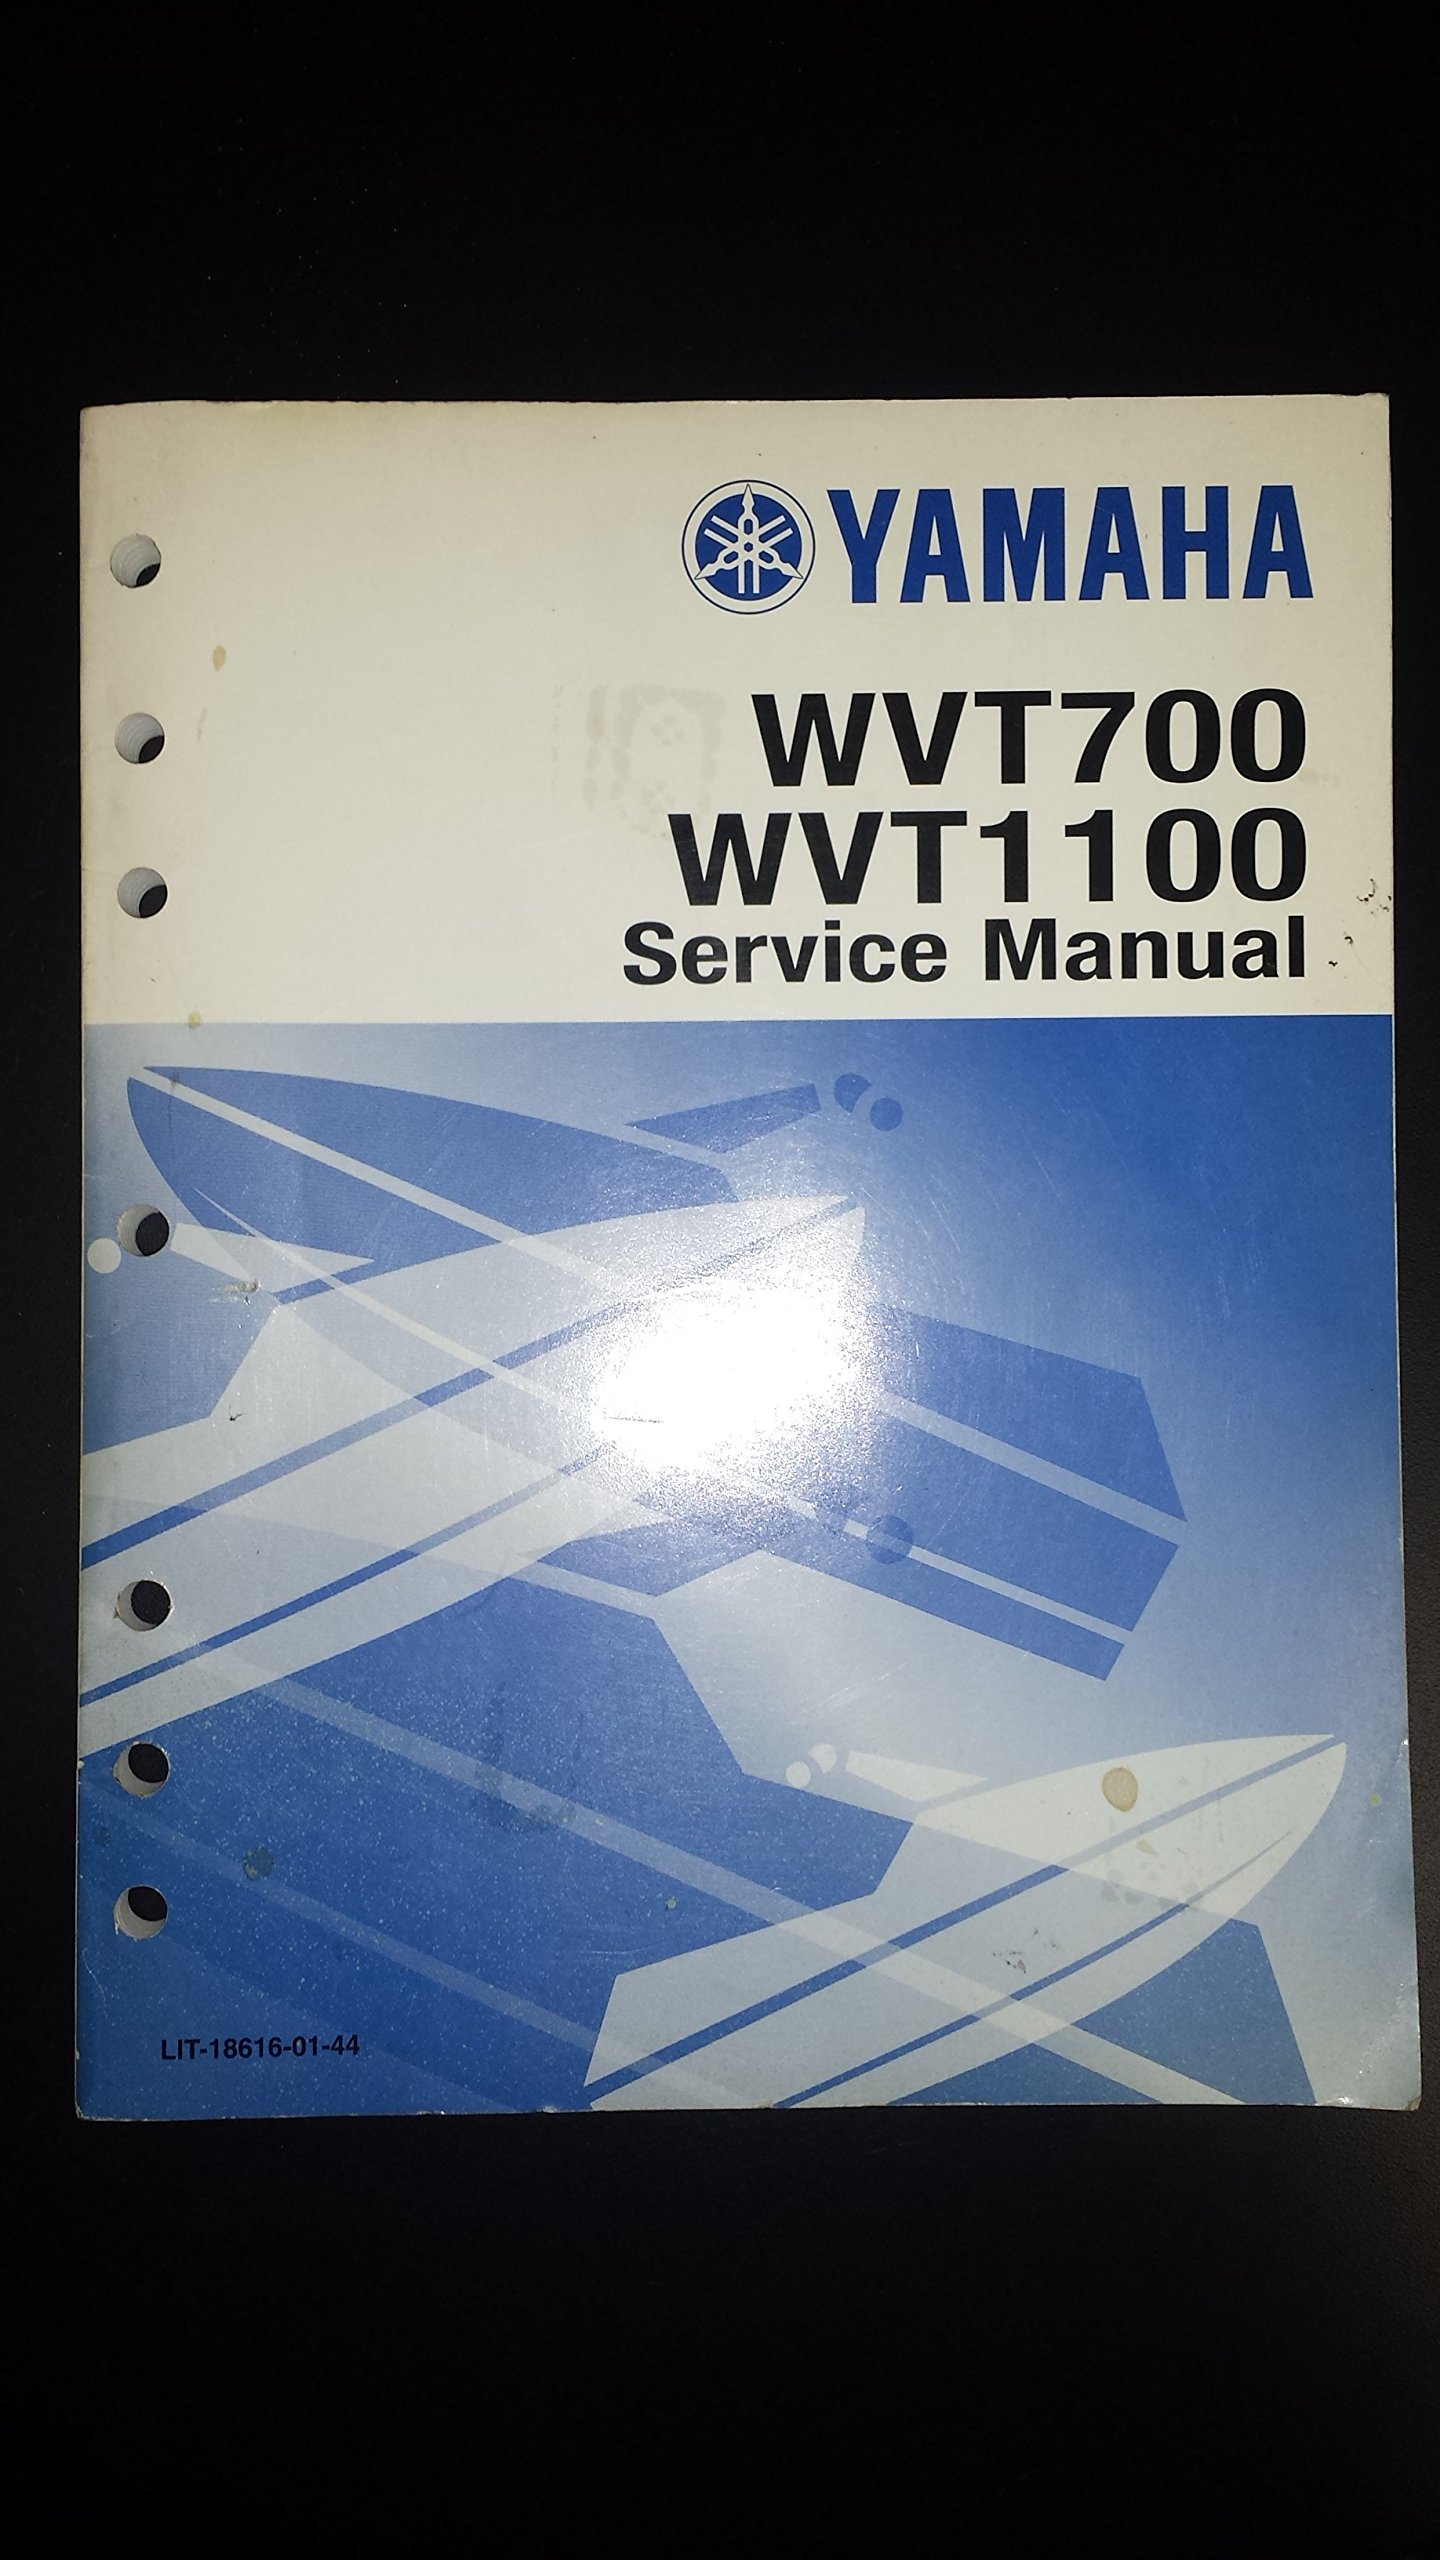 YAMAHA
WVT700
WVT1100
Service Manual
LIT-18616-01-44